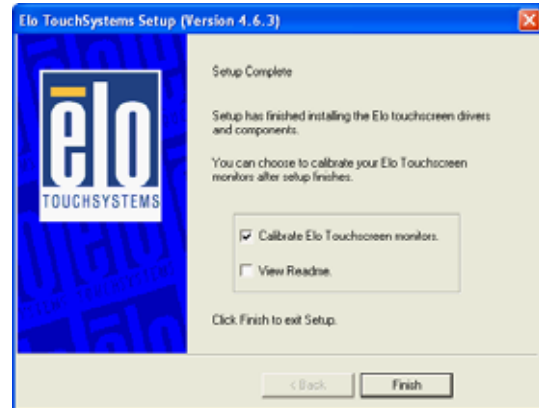 Elo TouchSystems Setup (Version 4.6.3)
elo
TOUCHSYSTEMS
Setup Complete
Setup has finished installing the Elo touchscreen drivers
and components.
You can choose to calibrate your Elo Touchscreen
monitors after setup finishes.
Calibrate Elo Touchscreen monitors.
View Readme.
Click Finish to exit Setup.
< Back
Finish